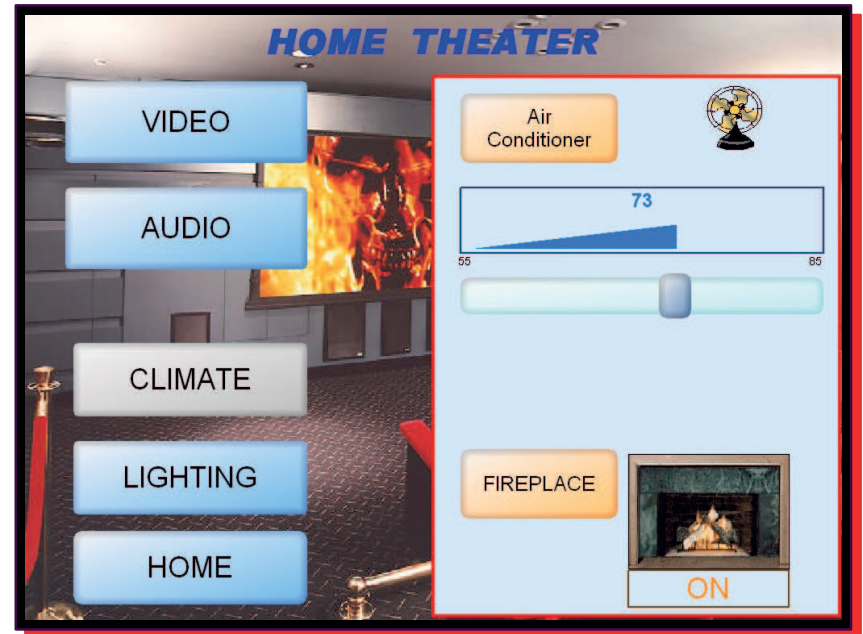 HOME THEATER
VIDEO
AUDIO
CLIMATE
LIGHTING
HOME
Air
Conditioner
73
55 85
FIREPLACE
ON